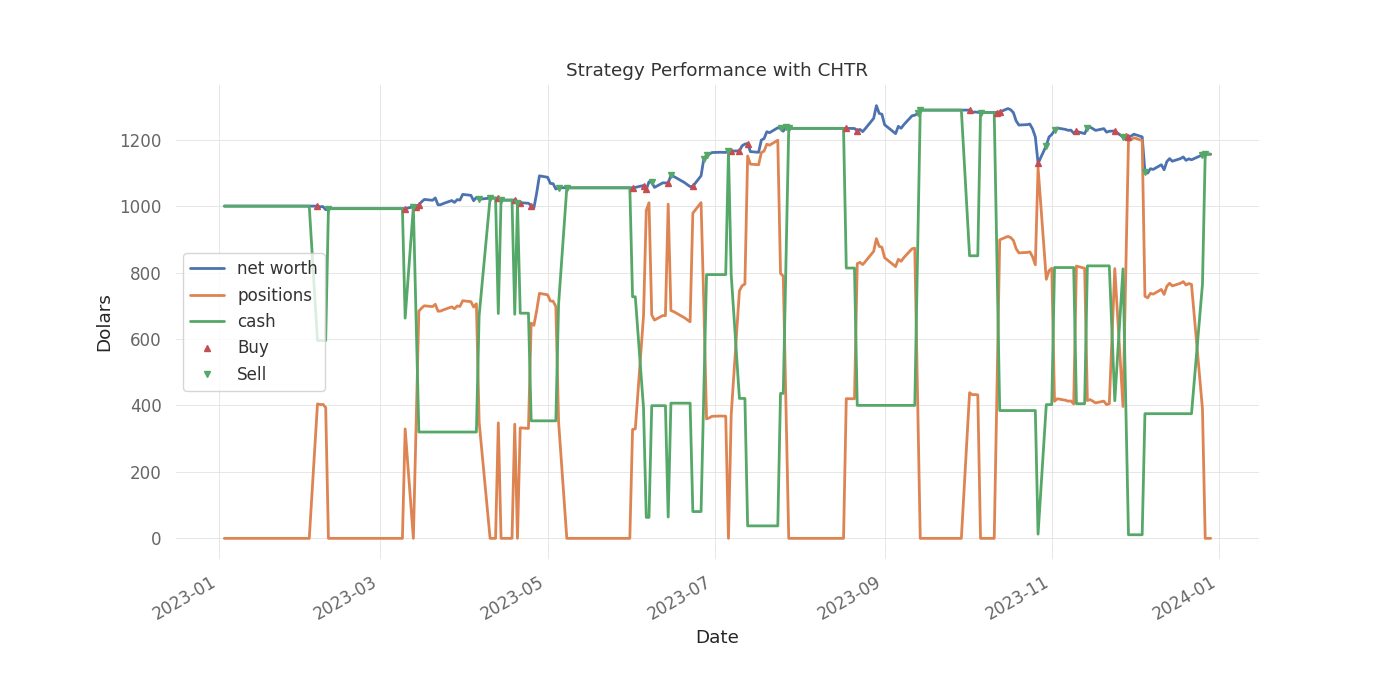 Strategy Performance with CHTR
Dolars
1200
1000
800
600
400
200
0
net worth
positions
cash
Buy
Sell
2023-01
2023-03
2023-05
2023-07
2023-09
2023-11
2024-01
Date